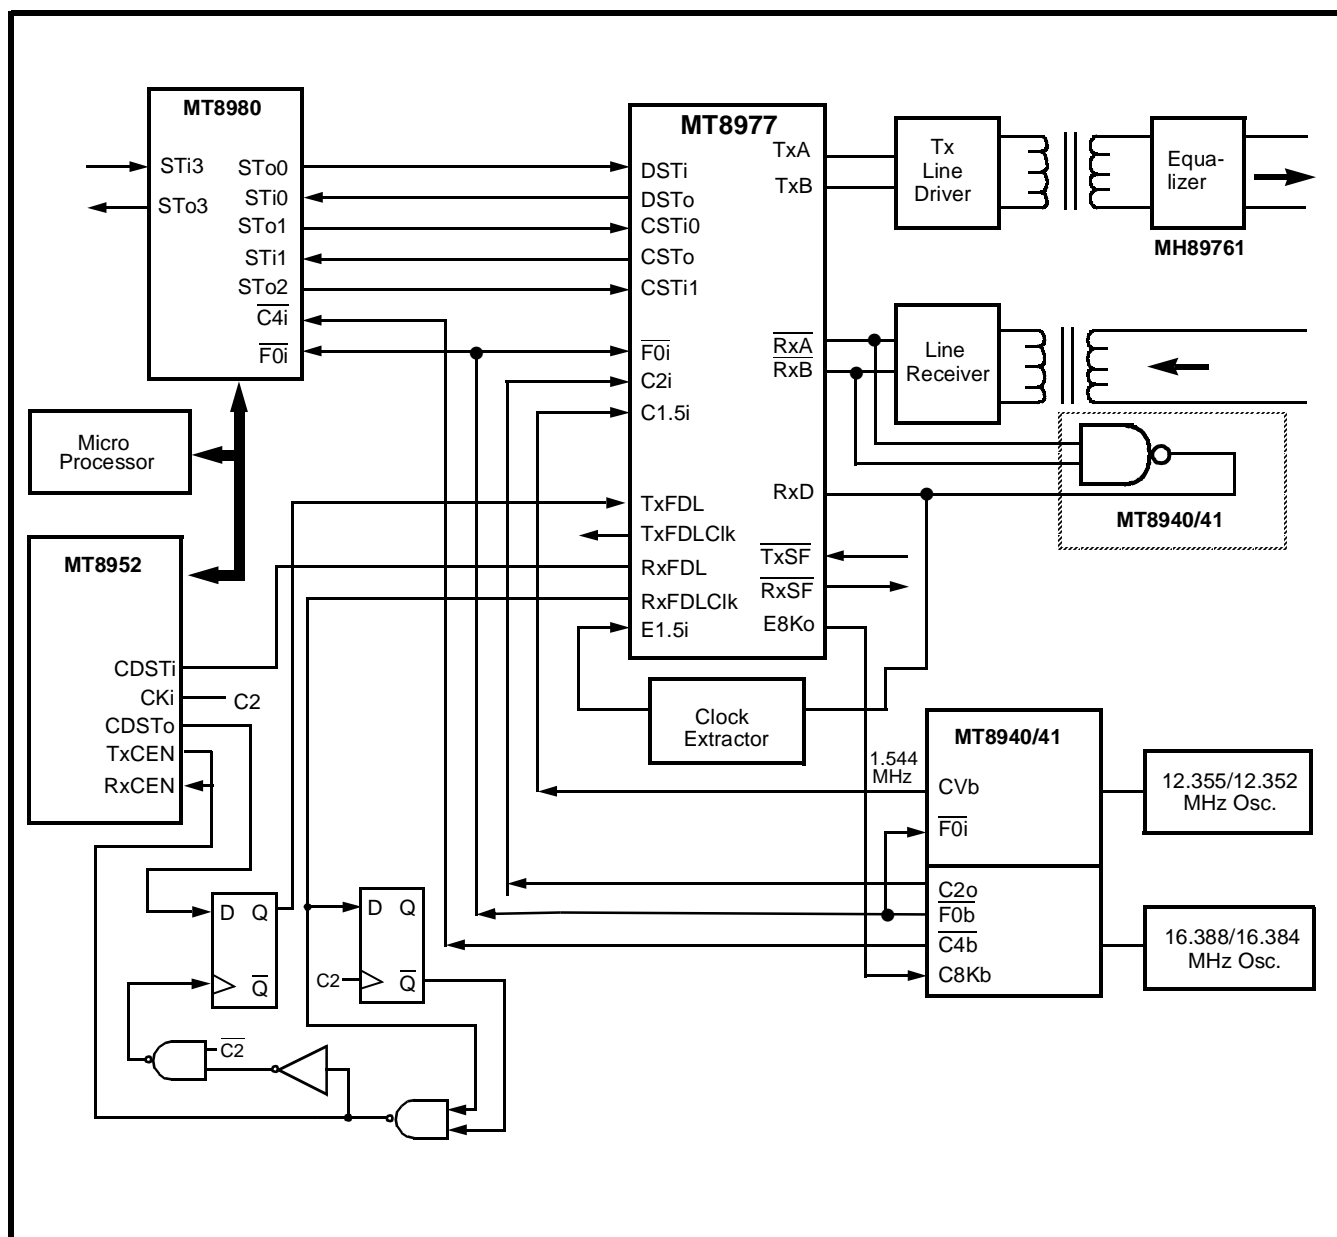 MT8980
STi3
STo3
STo0
STi0
STo1
STi1
STo2
C4i
F0i
MT8977
DSTi
DSTo
CSTi0
CSTo
CSTi1
F0i
C2i
C1.5i
TxFDL
TxFDLClk
RxFDL
RxFDLClk
E1.5i
TxA
TxB
RxA
RxB
RxD
TxSF
RxSF
E8Ko
Tx
Line
Driver
Equa-
lizer
MH89761
Line
Receiver
MT8940/41
Micro
Processor
MT8952
CDSTi
CKi
C2
CDSTo
TxCEN
RxCEN
Clock
Extractor
1.544
MHz
MT8940/41
CVb
F0i
C2o
F0b
C4b
C8Kb
12.355/12.352
MHz Osc.
16.388/16.384
MHz Osc.
D Q
Q
D Q
C2
Q
C2